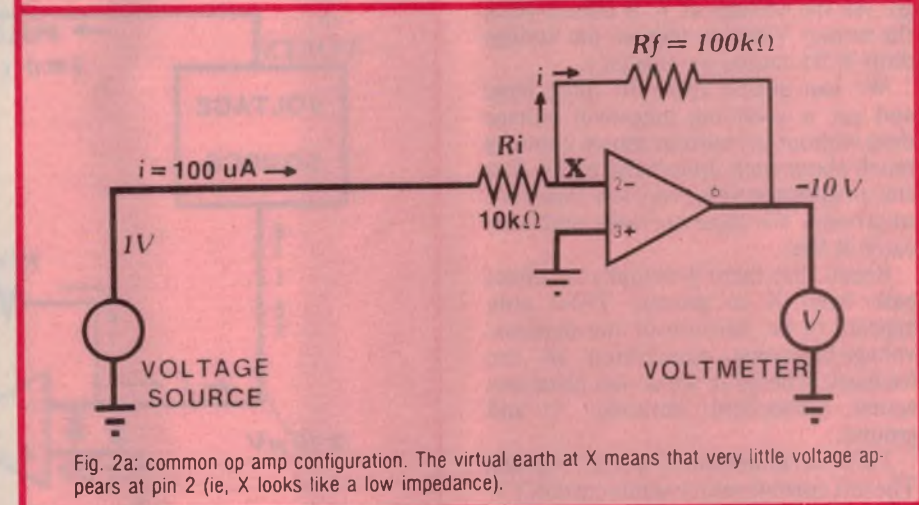 Rf = 100kΩ
i →
i = 100 uA →
Ri
X
2-
-10 V
10kΩ
3+
1V
V
VOLTAGE
SOURCE
VOLTMETER
Fig. 2a: common op amp configuration. The virtual earth at X means that very little voltage ap-
pears at pin 2 (ie, X looks like a low impedance).